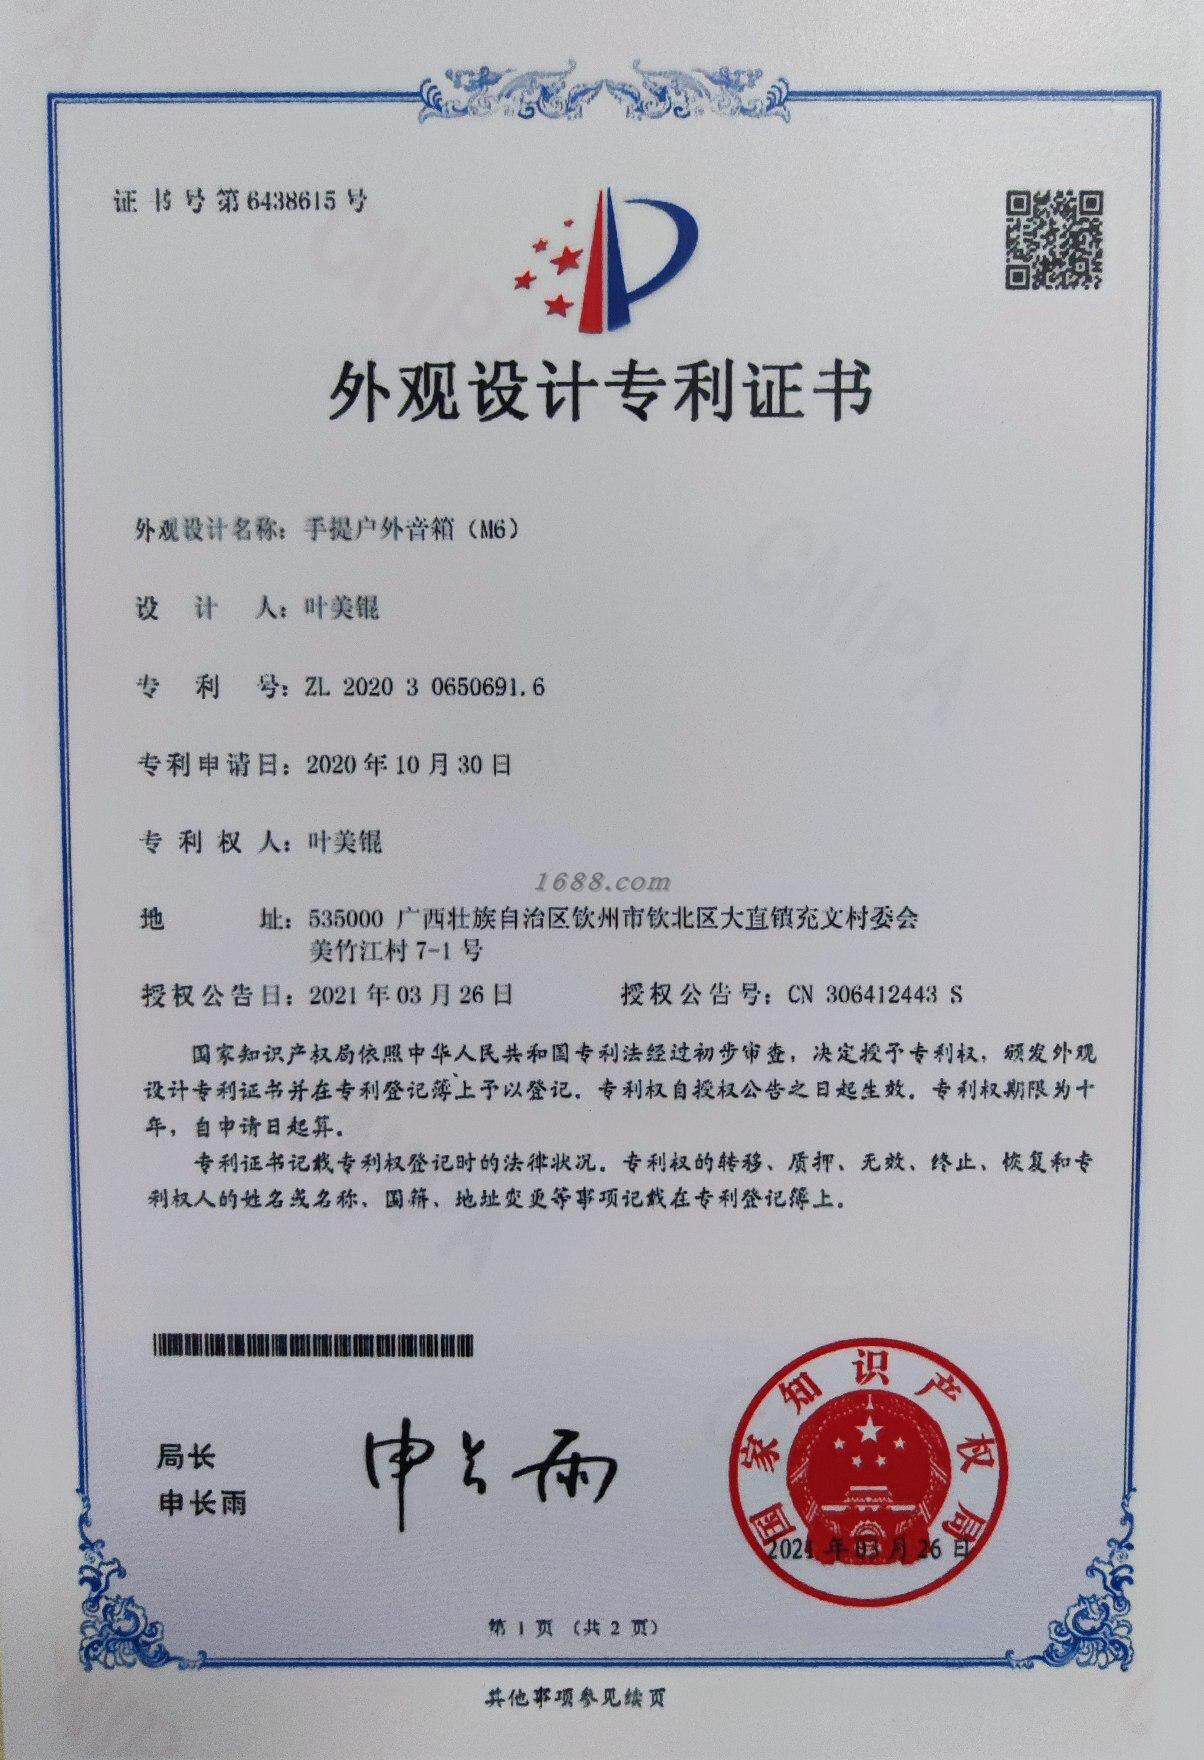 证书号第6438615号
外观设计专利证书
外观设计名称：手提户外音箱（M6）
设计人：叶美锟
专利号：ZL 2020 3 0650691.6
专利申请日：2020年10月30日
专利权人：叶美锟
1688.com
地址：535000 广西壮族自治区钦州市钦北区大直镇充文村委会
美竹江村7-1号
授权公告日：2021年03月26日 授权公告号：CN 306412443 S
国家知识产权局依照中华人民共和国专利法经过初步审查，决定授予专利权，颁发外观
设计专利证书并在专利登记簿上予以登记。专利权自授权公告之日起生效。专利权期限为十
年，自申请日起算。
专利证书记载专利权登记时的法律状况。专利权的转移、质押、无效、终止、恢复和专
利权人的姓名或名称、国籍、地址变更等事项记载在专利登记簿上。
局长
申长雨
申长雨
国家知识产权局
2021年03月26日
第1页（共2页）
其他事项参见续页